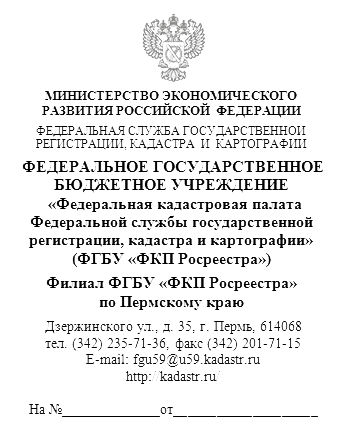 МИНИСТЕРСТВО ЭКОНОМИЧЕСКОГО
РАЗВИТИЯ РОССИЙСКОЙ ФЕДЕРАЦИИ
ФЕДЕРАЛЬНАЯ СЛУЖБА ГОСУДАРСТВЕННОЙ
РЕГИСТРАЦИИ, КАДАСТРА И КАРТОГРАФИИ
ФЕДЕРАЛЬНОЕ ГОСУДАРСТВЕННОЕ
БЮДЖЕТНОЕ УЧРЕЖДЕНИЕ
«Федеральная кадастровая палата
Федеральной службы государственной
регистрации, кадастра и картографии»
(ФГБУ «ФКП Росреестра»)
Филиал ФГБУ «ФКП Росреестра»
по Пермскому краю
Дзержинского ул., д. 35, г. Пермь, 614068
тел. (342) 235-71-36, факс (342) 201-71-15
E-mail: fgu59@u59.kadastr.ru
http://kadastr.ru/
На №______________от____________________